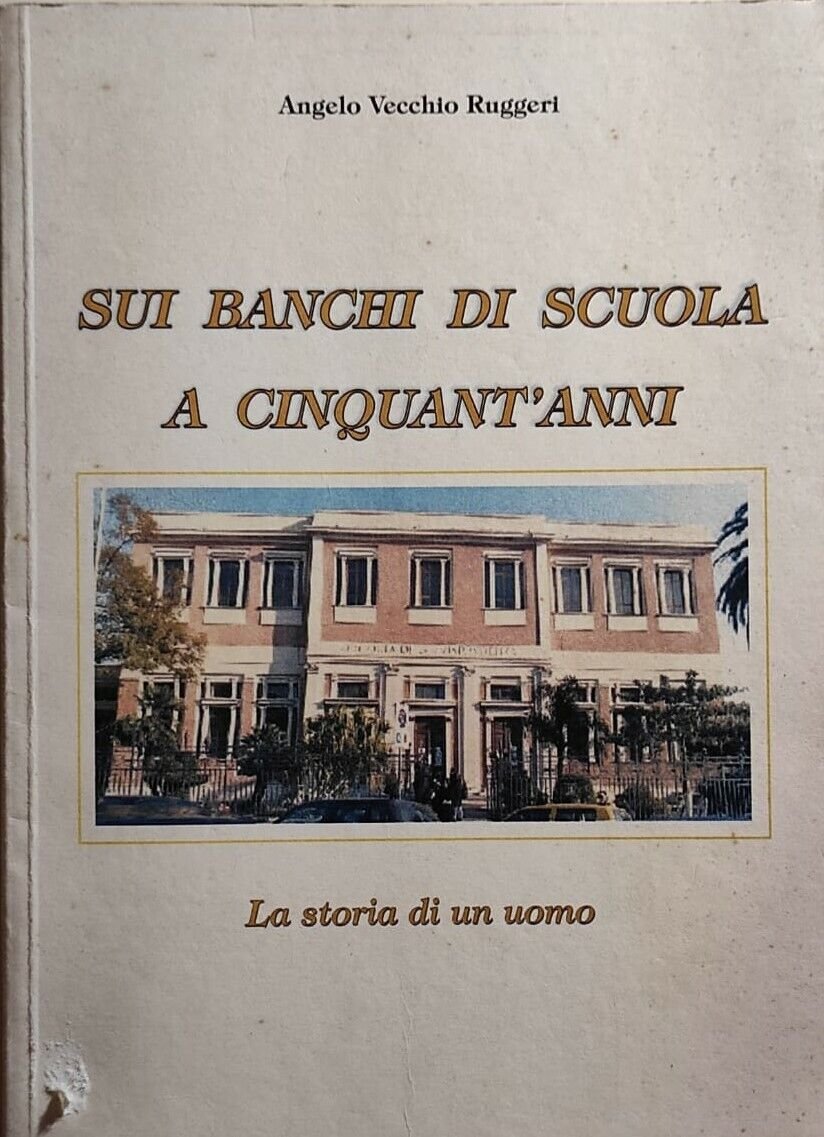 Angelo Vecchio Ruggeri
SUI BANCHI DI SCUOLA
A CINQUANT'ANNI
La storia di un uomo